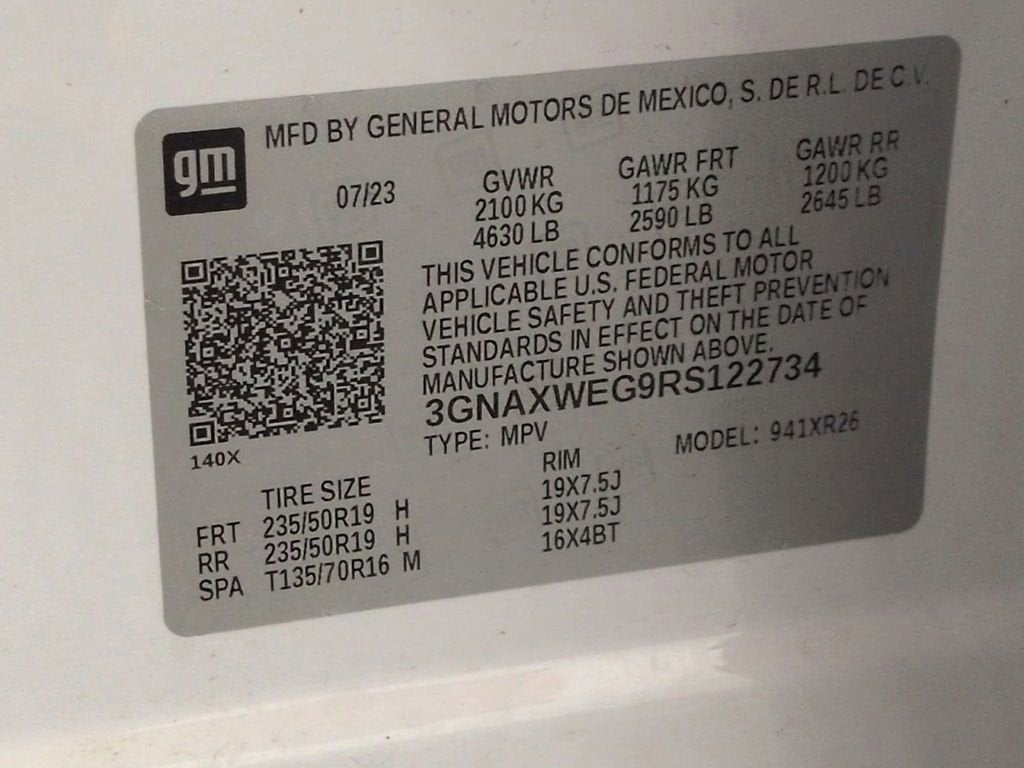 gm
MFD BY GENERAL MOTORS DE MEXICO, S. DE R.L. DE C.V.
07/23
GVWR
2100 KG
4630 LB
GAWR FRT
1175 KG
2590 LB
GAWR RR
1200 KG
2645 LB
THIS VEHICLE CONFORMS TO ALL
APPLICABLE U.S. FEDERAL MOTOR
VEHICLE SAFETY AND THEFT PREVENTION
STANDARDS IN EFFECT ON THE DATE OF
MANUFACTURE SHOWN ABOVE.
3GNAXWEG9RS122734
TYPE: MPV
MODEL: 941XR26
140X
TIRE SIZE RIM
FRT 235/50R19 H 19X7.5J
RR 235/50R19 H 19X7.5J
SPA T135/70R16 M 16X4BT